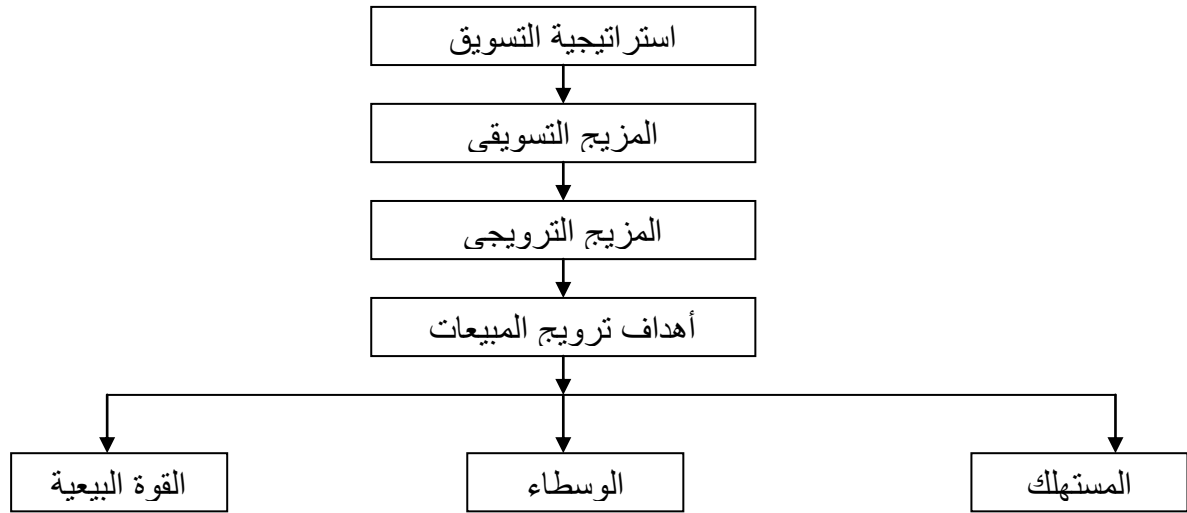 استراتيجية التسويق
المزيج التسويقى
المزيج الترويجى
أهداف ترويج المبيعات
المستهلك
الوسطاء
القوة البيعية